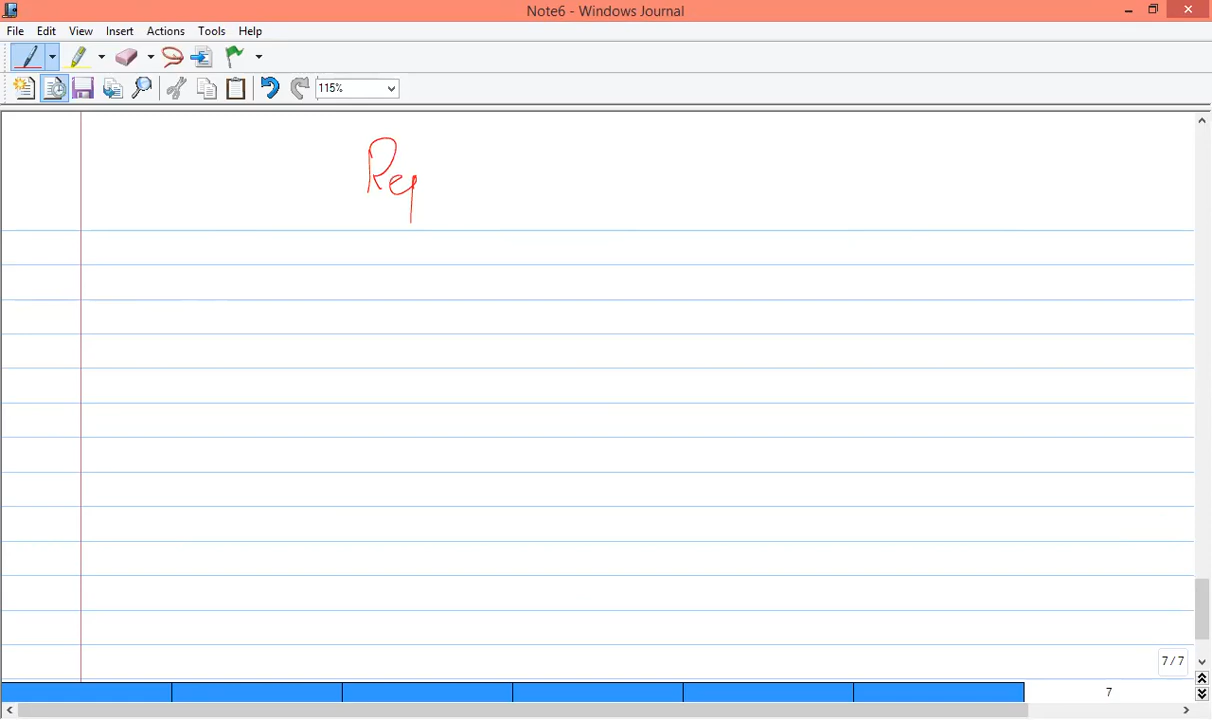 Note6 - Windows Journal
File Edit View Insert Actions Tools Help
115%
Rep
7 / 7
7